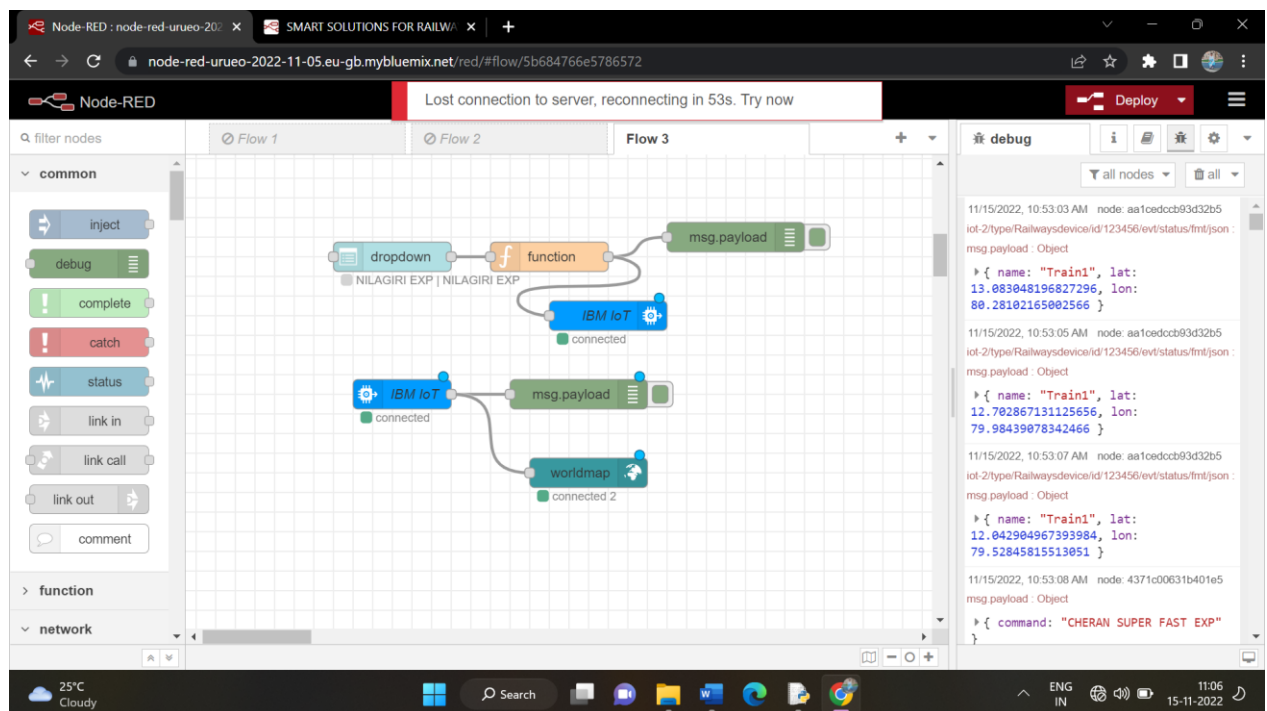 Node-RED : node-red-urueo-202
SMART SOLUTIONS FOR RAILWA
node-red-urueo-2022-11-05.eu-gb.mybluemix.net/red/#flow/5b684766e5786572
Node-RED
Lost connection to server, reconnecting in 53s. Try now
Deploy
filter nodes
Flow 1
Flow 2
Flow 3
debug
i
all nodes
all
common
inject
debug
complete
catch
status
link in
link call
link out
comment
function
network
dropdown
NILAGIRI EXP | NILAGIRI EXP
f function
msg.payload
IBM IoT
connected
IBM IoT
connected
msg.payload
worldmap
connected 2
11/15/2022, 10:53:03 AM node: aa1cedccb93d32b5
iot-2/type/Railwaysdevice/id/123456/evt/status/fmt/json :
msg.payload : Object
{ name: "Train1", lat:
13.083048196827296, lon:
80.28102165002566 }
11/15/2022, 10:53:05 AM node: aa1cedccb93d32b5
iot-2/type/Railwaysdevice/id/123456/evt/status/fmt/json :
msg.payload : Object
{ name: "Train1", lat:
12.702867131125656, lon:
79.98439078342466 }
11/15/2022, 10:53:07 AM node: aa1cedccb93d32b5
iot-2/type/Railwaysdevice/id/123456/evt/status/fmt/json :
msg.payload : Object
{ name: "Train1", lat:
12.042904967393984, lon:
79.52845815513051 }
11/15/2022, 10:53:08 AM node: 4371c00631b401e5
msg.payload : Object
{ command: "CHERAN SUPER FAST EXP"
}
25°C
Cloudy
Search
ENG
IN
11:06
15-11-2022